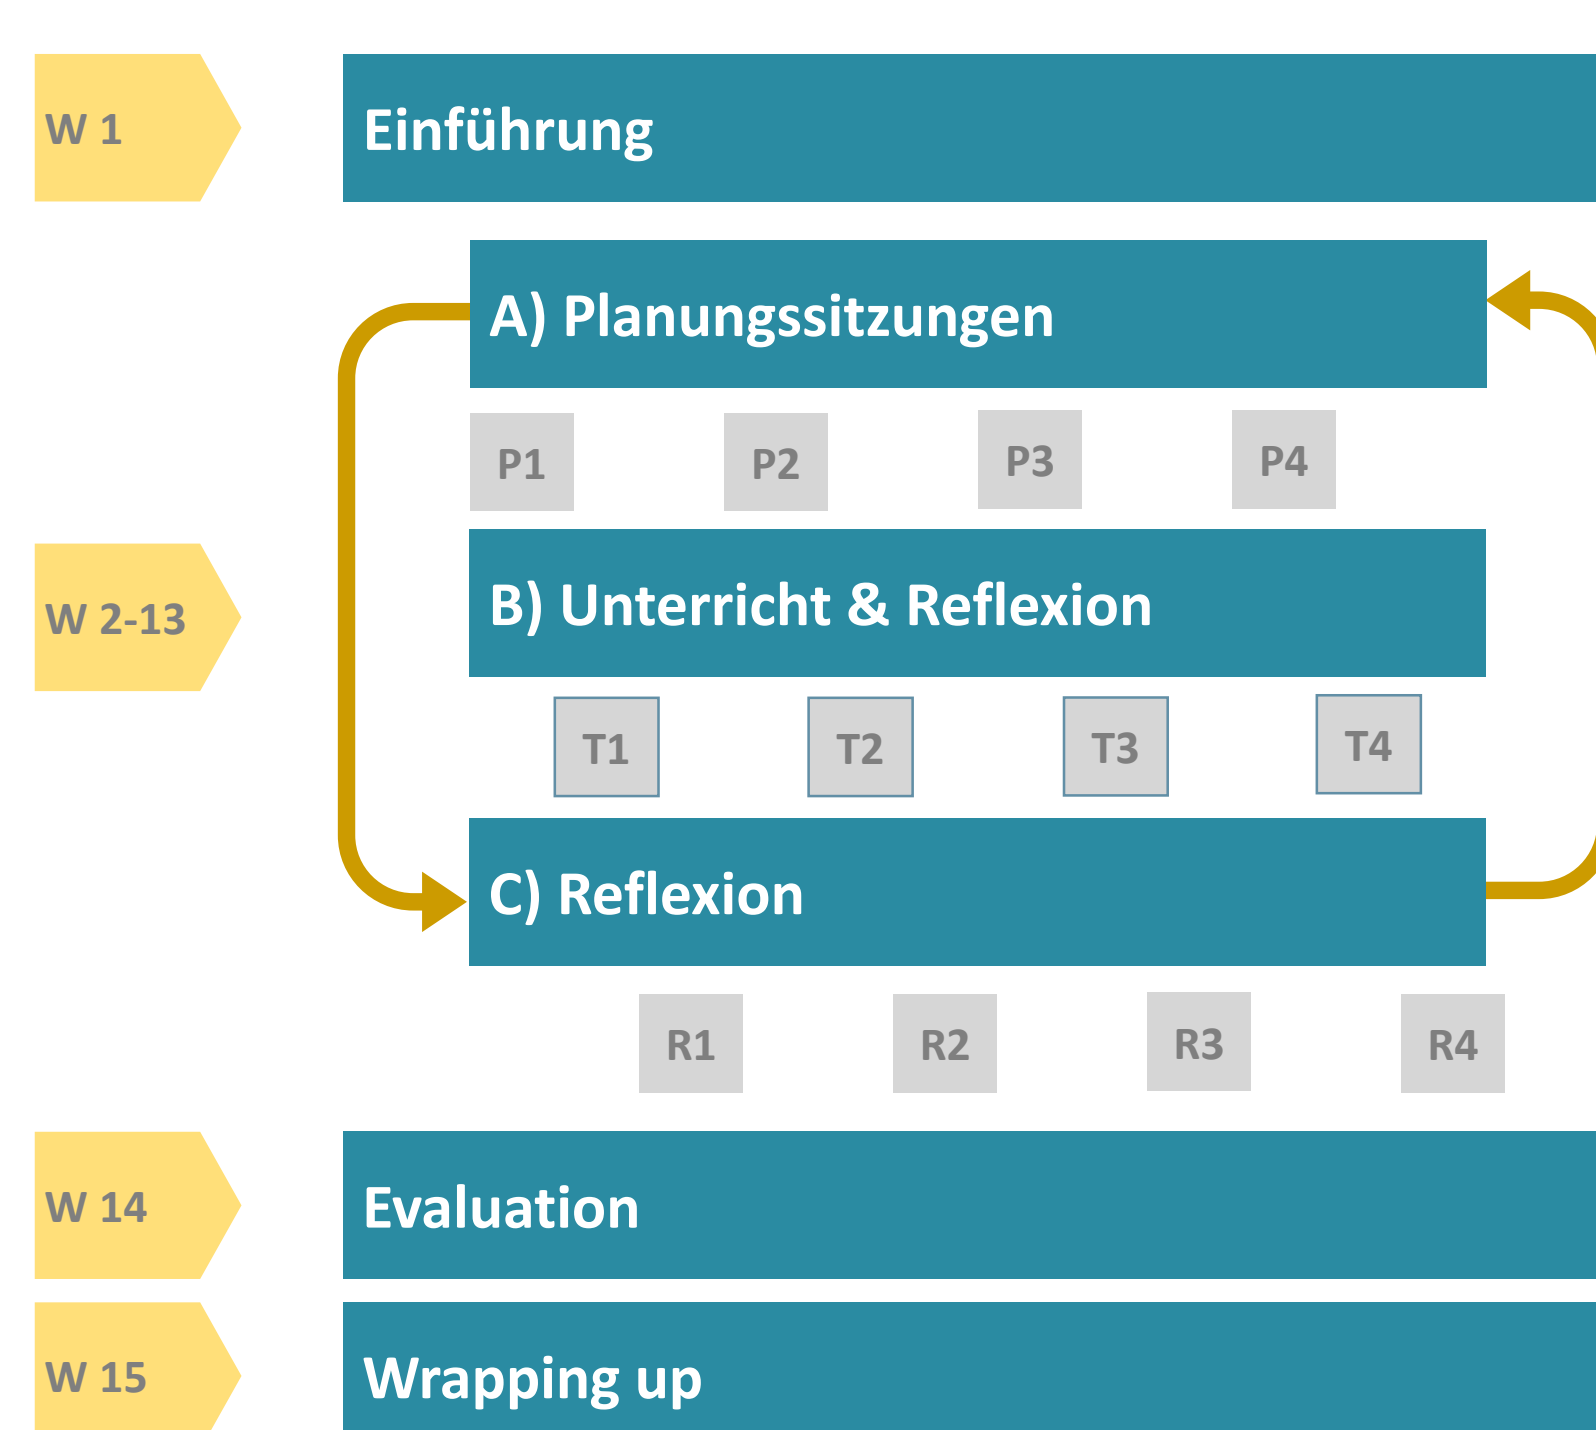 W 1
Einführung
A) Planungssitzungen
P1 P2 P3 P4
W 2-13
B) Unterricht & Reflexion
T1 T2 T3 T4
C) Reflexion
R1 R2 R3 R4
W 14
Evaluation
W 15
Wrapping up